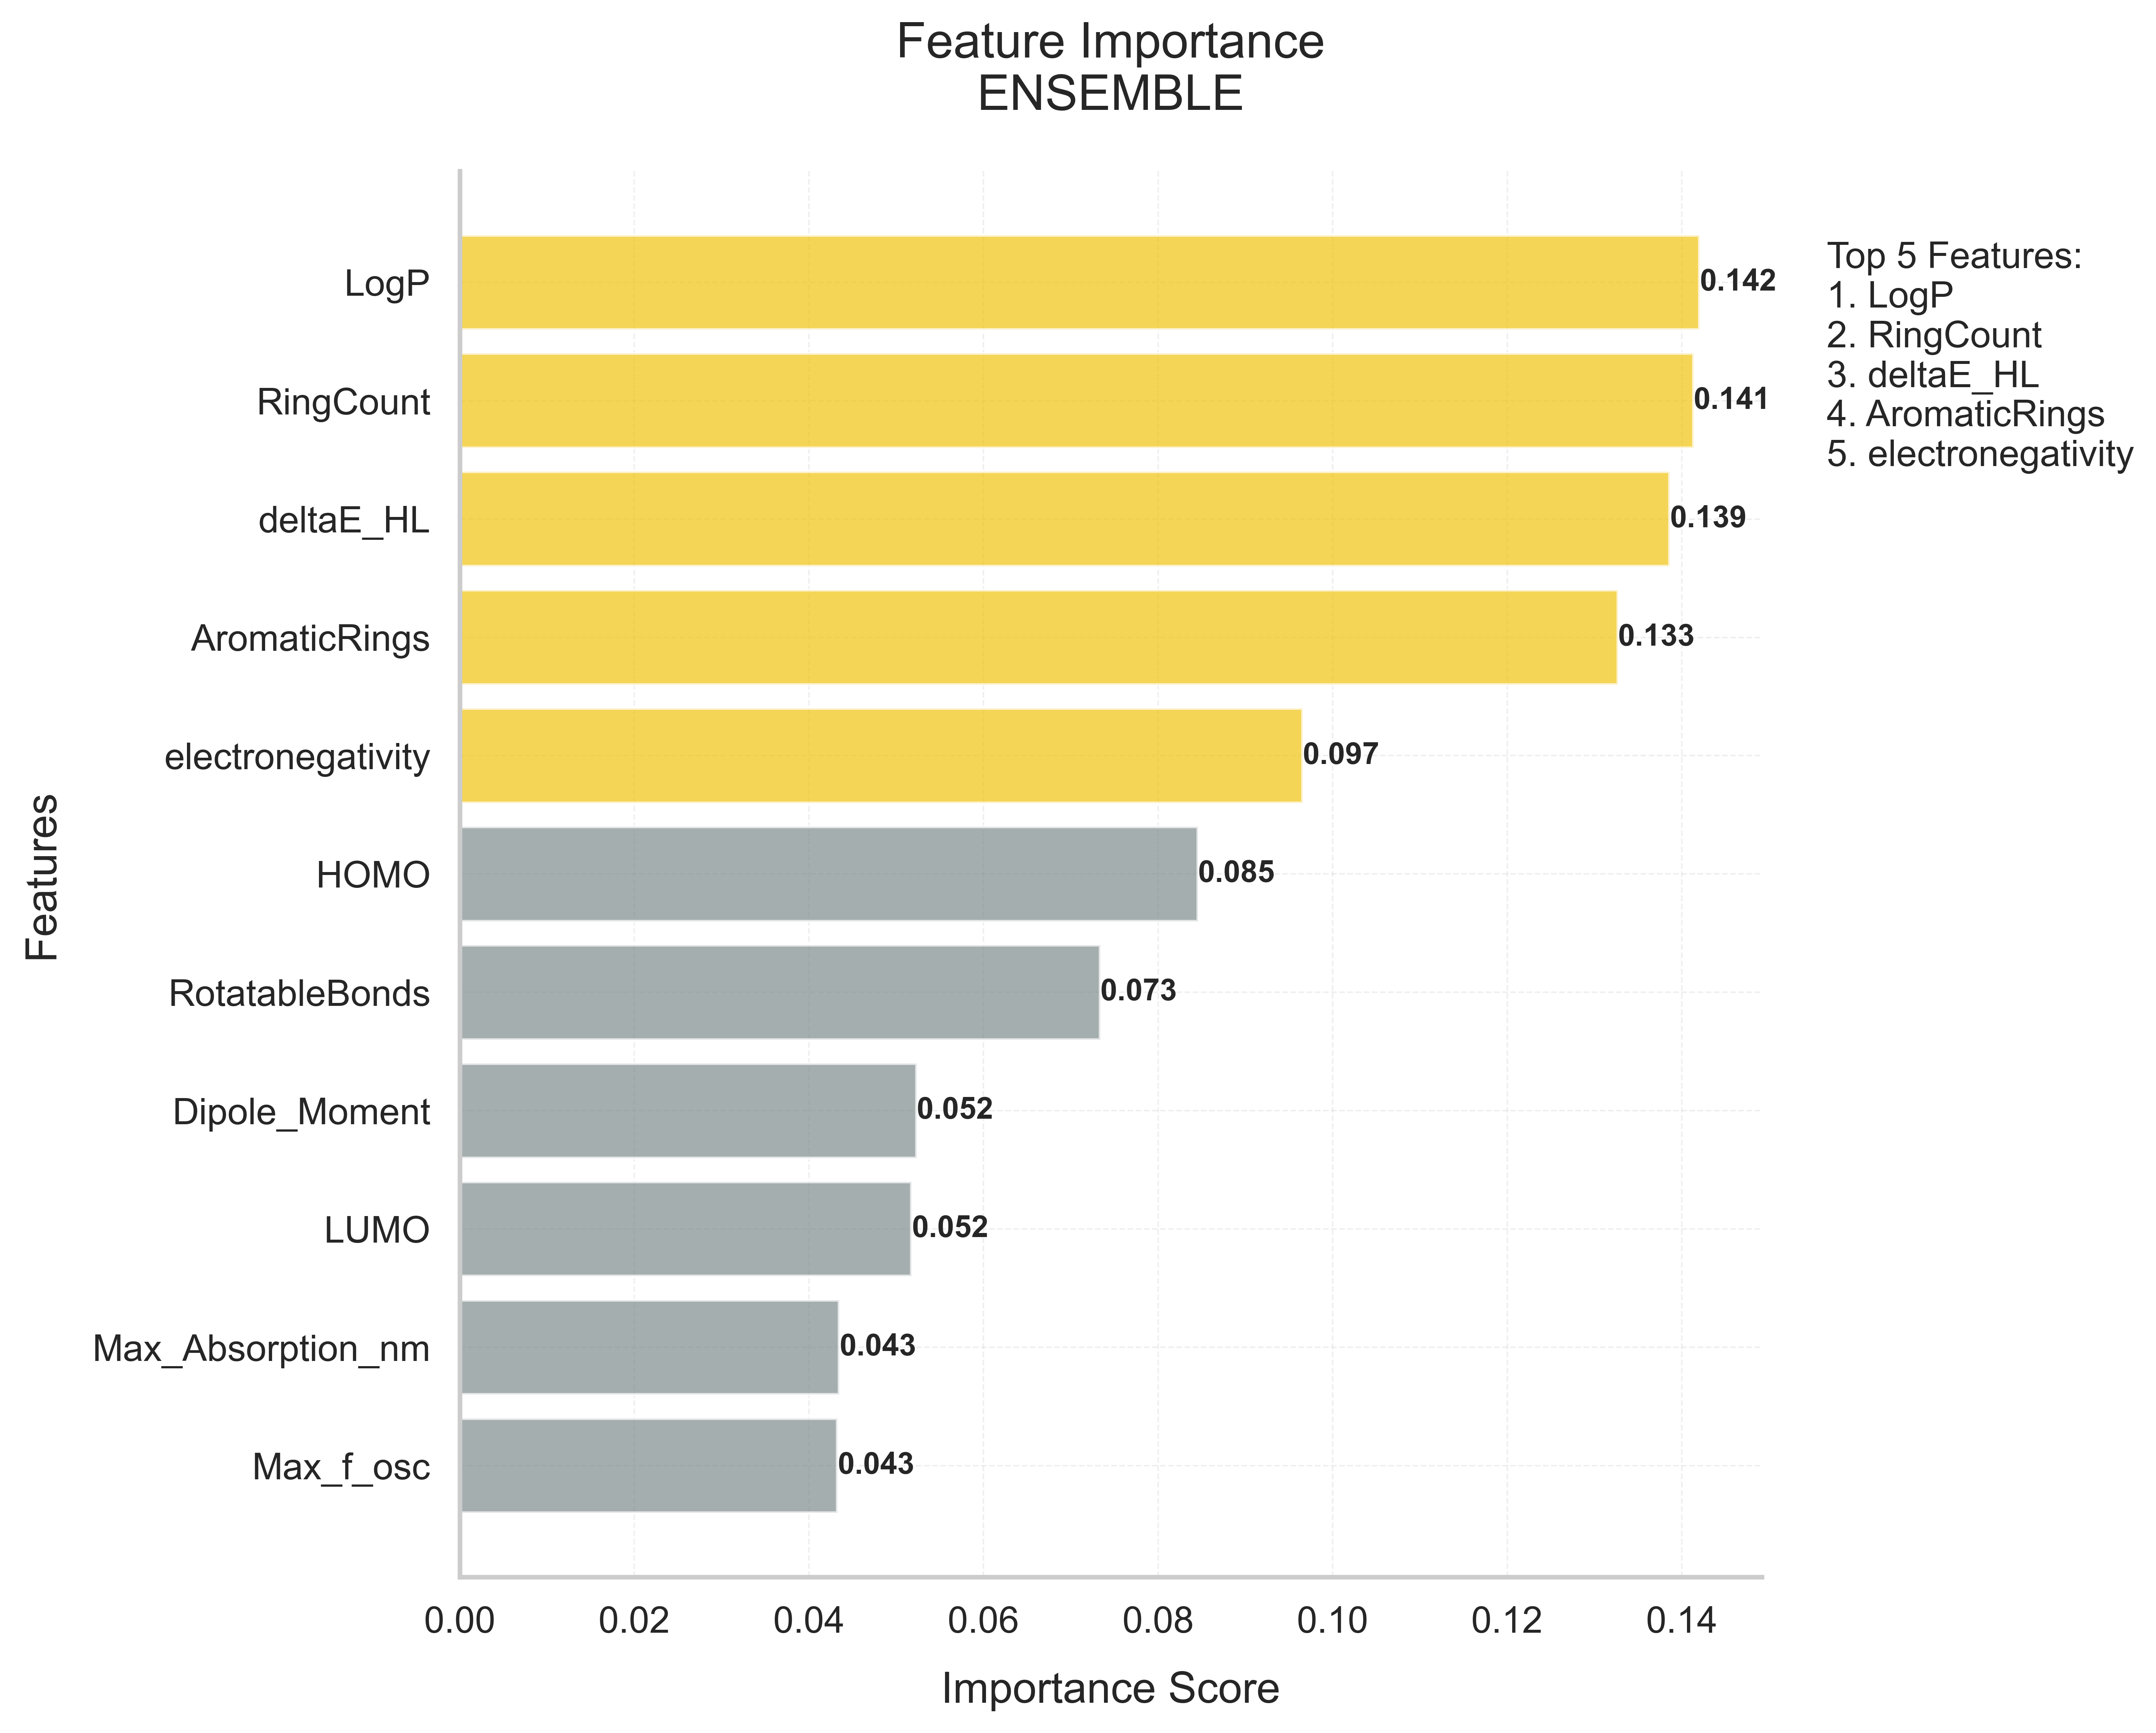 Feature Importance
ENSEMBLE
LogP
0.142
RingCount
0.141
deltaE_HL
0.139
AromaticRings
0.133
electronegativity
0.097
HOMO
0.085
RotatableBonds
0.073
Dipole_Moment
0.052
LUMO
0.052
Max_Absorption_nm
0.043
Max_f_osc
0.043
Features
0.00 0.02 0.04 0.06 0.08 0.10 0.12 0.14
Importance Score
Top 5 Features:
1. LogP
2. RingCount
3. deltaE_HL
4. AromaticRings
5. electronegativity